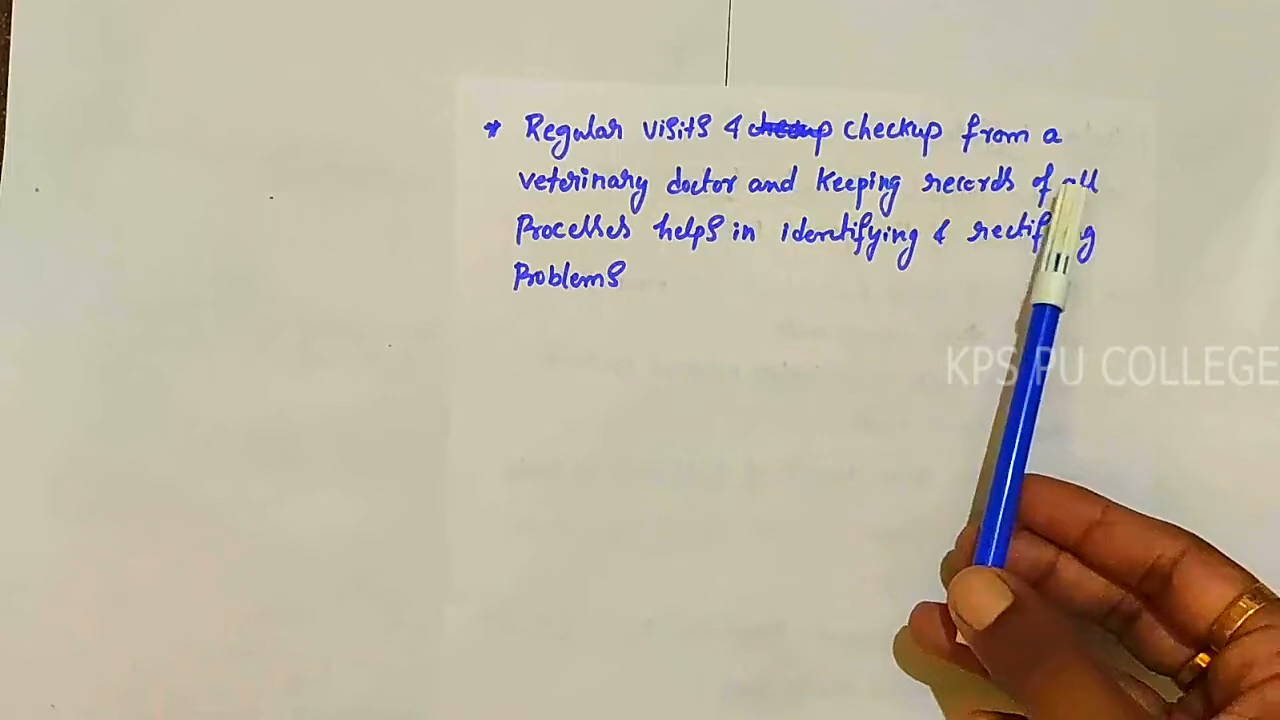 * Regular visits & checkup checkup from a
veterinary doctor and Keeping records of all
Processes helps in identifying & rectifying
Problems
KPS PU COLLEGE